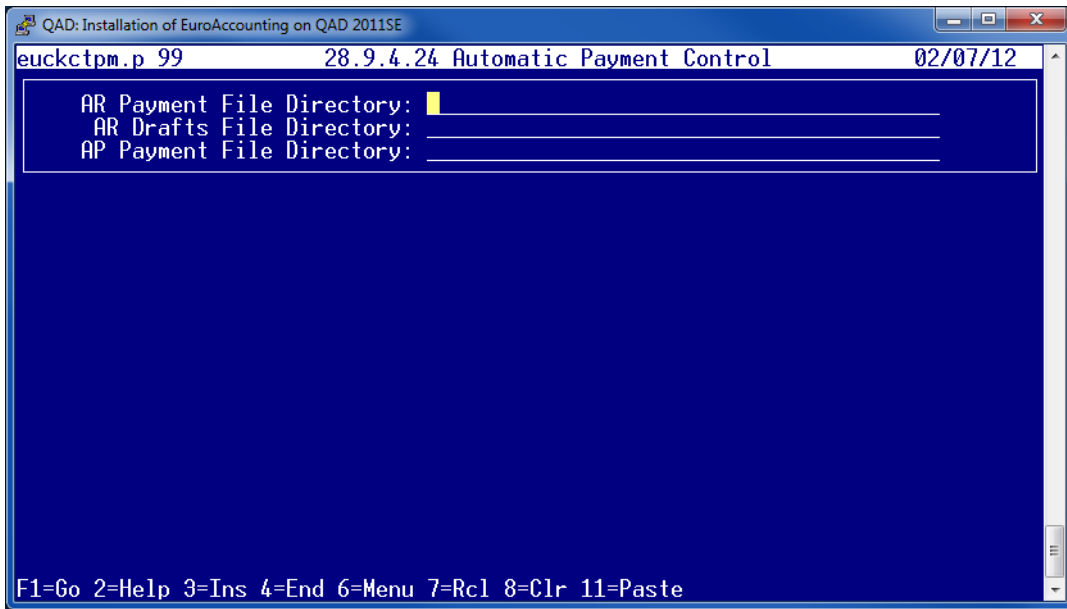 QAD: Installation of EuroAccounting on QAD 2011SE
euckctpm.p 99 28.9.4.24 Automatic Payment Control 02/07/12
AR Payment File Directory:
AR Drafts File Directory:
AP Payment File Directory:
F1=Go 2=Help 3=Ins 4=End 6=Menu 7=Rcl 8=Clr 11=Paste